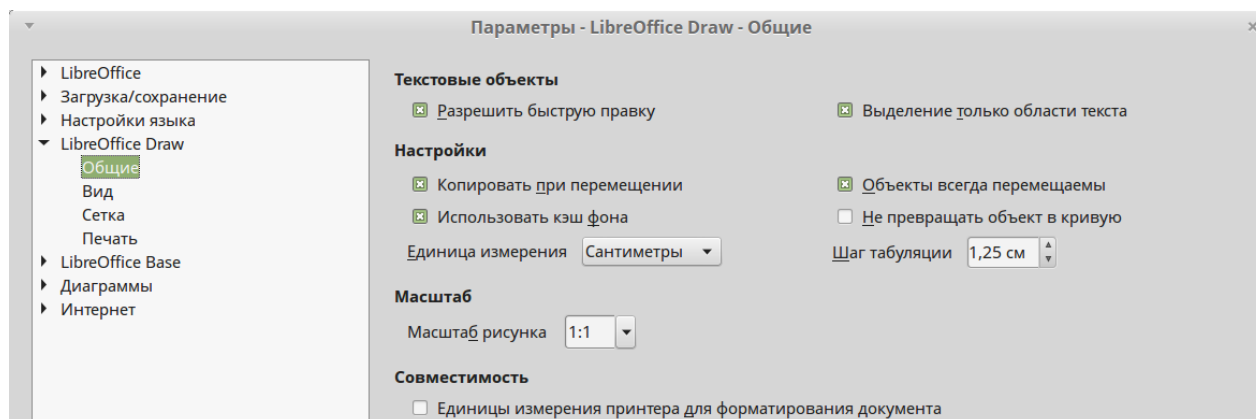 Параметры - LibreOffice Draw - Общие
LibreOffice
Загрузка/сохранение
Настройки языка
LibreOffice Draw
Общие
Вид
Сетка
Печать
LibreOffice Base
Диаграммы
Интернет
Текстовые объекты
Разрешить быструю правку
Выделение только области текста
Настройки
Копировать при перемещении
Объекты всегда перемещаемы
Использовать кэш фона
Не превращать объект в кривую
Единица измерения Сантиметры
Шаг табуляции 1,25 см
Масштаб
Масштаб рисунка 1:1
Совместимость
Единицы измерения принтера для форматирования документа